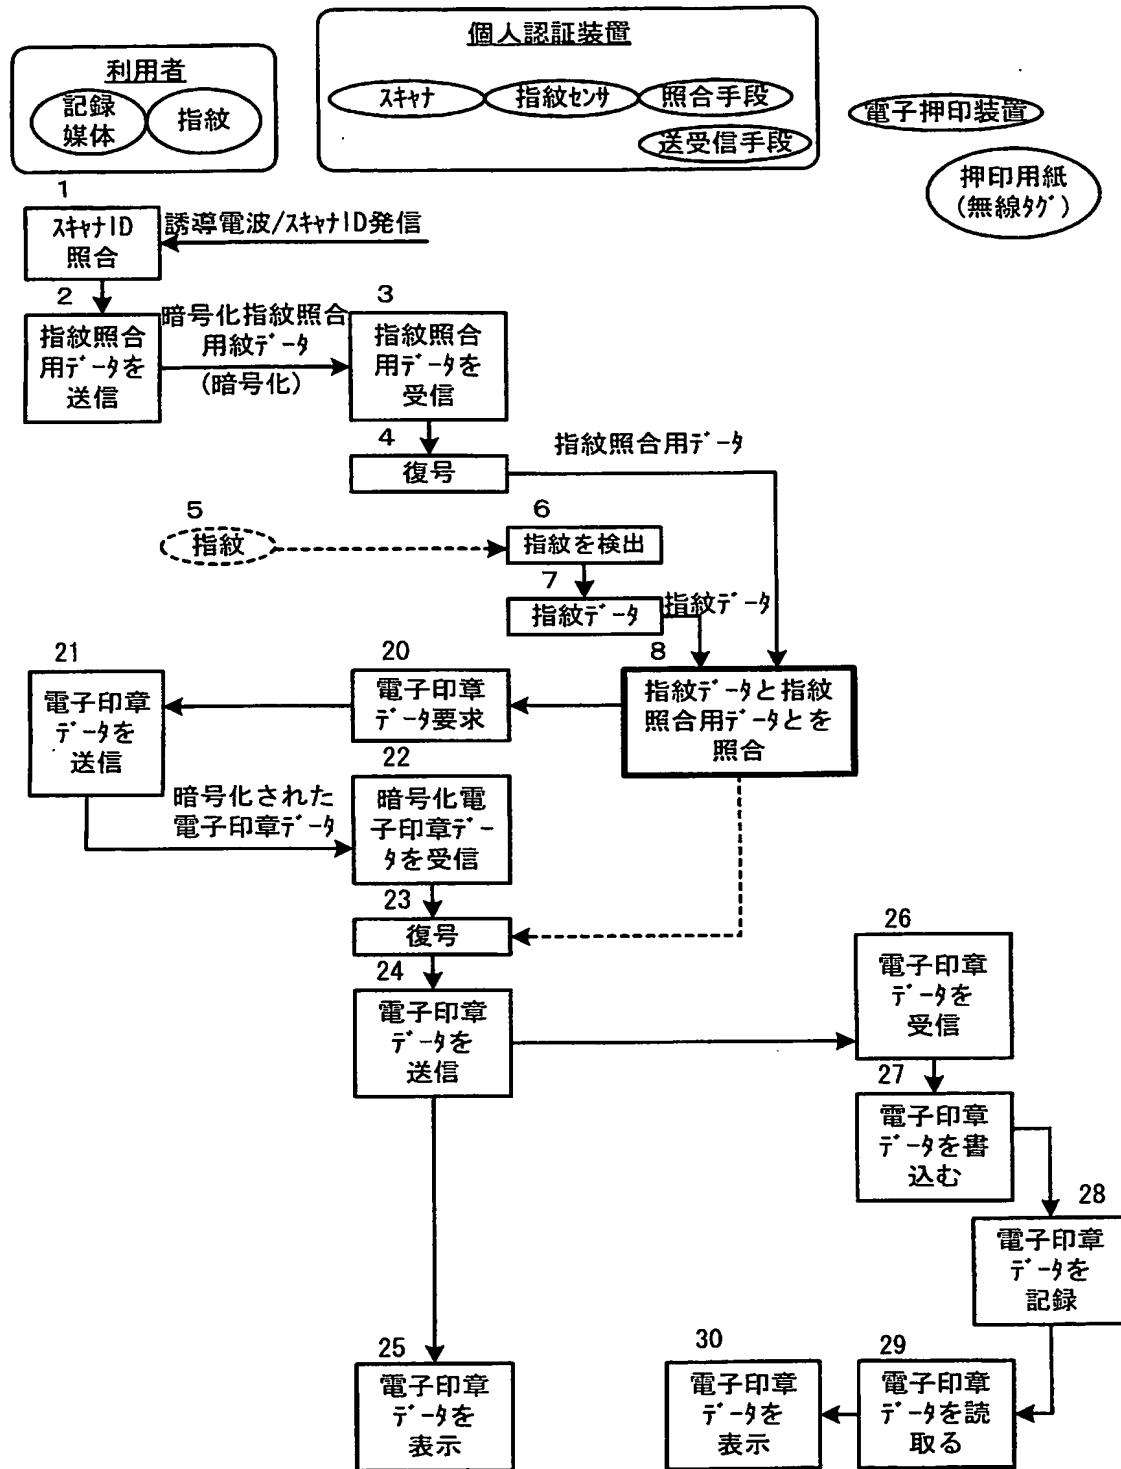 個人認証装置
利用者
記録
媒体
指紋
スキャナ
指紋センサ
照合手段
送受信手段
電子押印装置
押印用紙
(無線タグ)
1
スキャナID
照合
誘導電波/スキャナID発信
2
指紋照合
用データを
送信
暗号化指紋照合
用紋データ
(暗号化)
3
指紋照合
用データを
受信
4
復号
指紋照合用データ
5
指紋
6
指紋を検出
7
指紋データ
指紋データ
8
指紋データと指紋
照合用データとを
照合
20
電子印章
データ要求
21
電子印章
データを
送信
暗号化された
電子印章データ
22
暗号化電
子印章デー
タを受信
23
復号
24
電子印章
データを
送信
25
電子印章
データを
表示
26
電子印章
データを
受信
27
電子印章
データを書
込む
28
電子印章
データを
記録
29
電子印章
データを読
取る
30
電子印章
データを
表示